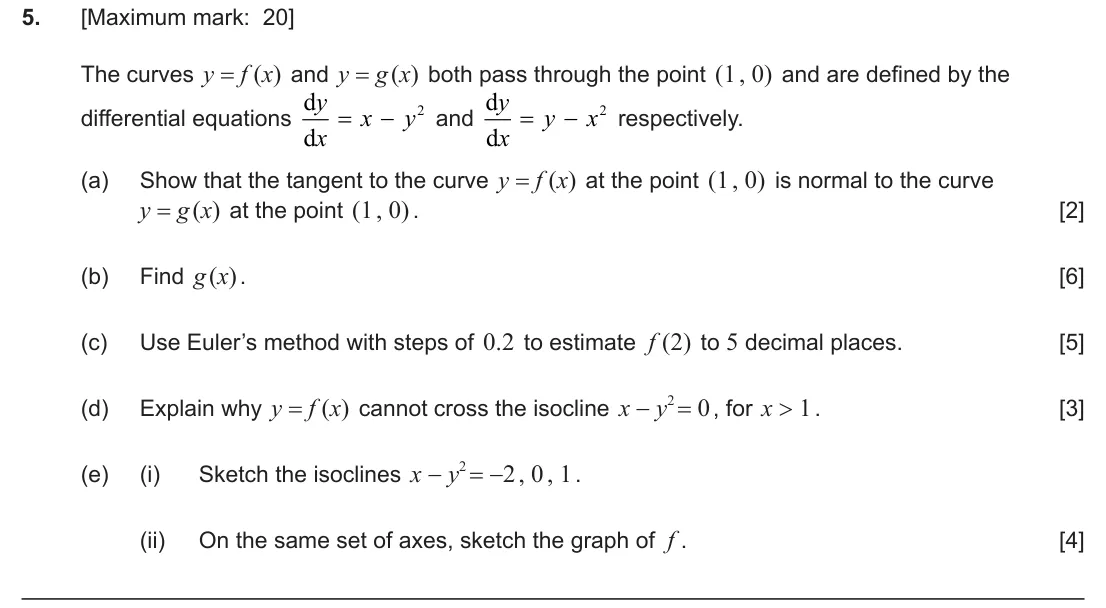 5. [Maximum mark: 20]
The curves y = f (x) and y = g (x) both pass through the point (1 , 0) and are defined by the
differential equations dy/dx = x − y² and dy/dx = y − x² respectively.
(a) Show that the tangent to the curve y = f (x) at the point (1 , 0) is normal to the curve
y = g (x) at the point (1 , 0) . [2]
(b) Find g (x) . [6]
(c) Use Euler’s method with steps of 0.2 to estimate f (2) to 5 decimal places. [5]
(d) Explain why y = f (x) cannot cross the isocline x − y² = 0 , for x > 1 . [3]
(e) (i) Sketch the isoclines x − y² = −2 , 0 , 1 .
(ii) On the same set of axes, sketch the graph of f . [4]